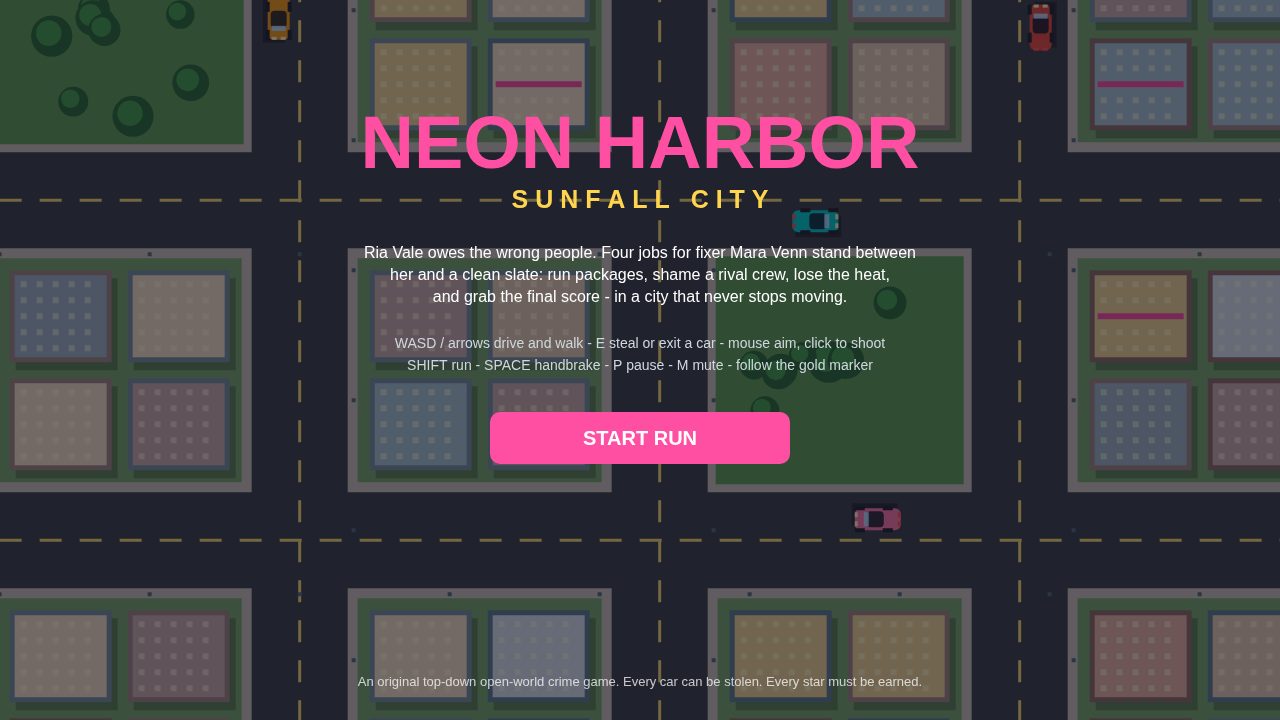 NEON HARBOR
SUNFALL CITY
Ria Vale owes the wrong people. Four jobs for fixer Mara Venn stand between
her and a clean slate: run packages, shame a rival crew, lose the heat,
and grab the final score - in a city that never stops moving.
WASD / arrows drive and walk - E steal or exit a car - mouse aim, click to shoot
SHIFT run - SPACE handbrake - P pause - M mute - follow the gold marker
START RUN
An original top-down open-world crime game. Every car can be stolen. Every star must be earned.